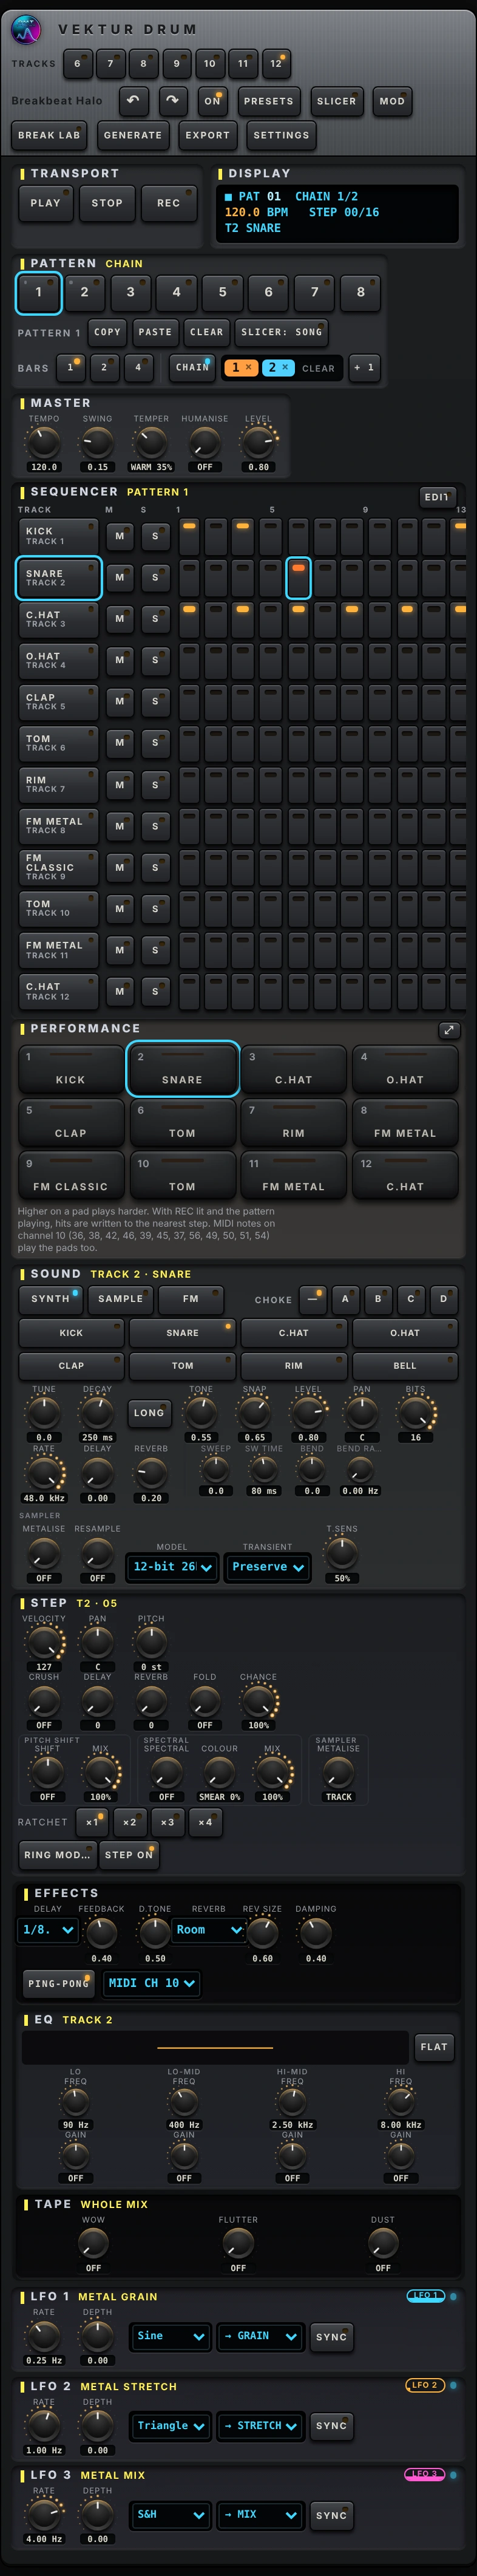 VEKTUR DRUM
TRACKS 6 7 8 9 10 11 12
Breakbeat Halo ↶ ↷ ON PRESETS SLICER MOD
BREAK LAB GENERATE EXPORT SETTINGS
TRANSPORT
PLAY STOP REC
DISPLAY
■ PAT 01 CHAIN 1/2
120.0 BPM STEP 00/16
T2 SNARE
PATTERN CHAIN
1 2 3 4 5 6 7 8
PATTERN 1 COPY PASTE CLEAR SLICER: SONG
BARS 1 2 4 CHAIN 1 × 2 × CLEAR + 1
MASTER
TEMPO SWING TEMPER HUMANISE LEVEL
120.0 0.15 WARM 35% OFF 0.80
SEQUENCER PATTERN 1 EDIT
TRACK M S 1 5 9 13
KICK M S
TRACK 1
SNARE M S
TRACK 2
C.HAT M S
TRACK 3
O.HAT M S
TRACK 4
CLAP M S
TRACK 5
TOM M S
TRACK 6
RIM M S
TRACK 7
FM METAL M S
TRACK 8
FM
CLASSIC M S
TRACK 9
TOM M S
TRACK 10
FM METAL M S
TRACK 11
C.HAT M S
TRACK 12
PERFORMANCE
1 2 3 4
KICK SNARE C.HAT O.HAT
5 6 7 8
CLAP TOM RIM FM METAL
9 10 11 12
FM CLASSIC TOM FM METAL C.HAT
Higher on a pad plays harder. With REC lit and the pattern
playing, hits are written to the nearest step. MIDI notes on
channel 10 (36, 38, 42, 46, 39, 45, 37, 56, 49, 50, 51, 54)
play the pads too.
SOUND TRACK 2 · SNARE
SYNTH SAMPLE FM CHOKE — A B C D
KICK SNARE C.HAT O.HAT
CLAP TOM RIM BELL
TUNE DECAY LONG TONE SNAP LEVEL PAN BITS
0.0 250 ms 0.55 0.65 0.80 C 16
RATE DELAY REVERB SWEEP SW TIME BEND BEND RA…
48.0 kHz 0.00 0.20 0.0 80 ms 0.0 0.00 Hz
SAMPLER
METALISE RESAMPLE MODEL TRANSIENT T.SENS
OFF OFF 12-bit 26 Preserve 50%
STEP T2 · 05
VELOCITY PAN PITCH
127 C 0 st
CRUSH DELAY REVERB FOLD CHANCE
OFF 0 0 OFF 100%
PITCH SHIFT SPECTRAL SAMPLER
SHIFT MIX SPECTRAL COLOUR MIX METALISE
OFF 100% OFF SMEAR 0% 100% TRACK
RATCHET ×1 ×2 ×3 ×4
RING MOD… STEP ON
EFFECTS
DELAY FEEDBACK D.TONE REVERB REV SIZE DAMPING
1/8. 0.40 0.50 Room 0.60 0.40
PING-PONG MIDI CH 10
EQ TRACK 2
FLAT
LO LO-MID HI-MID HI
FREQ FREQ FREQ FREQ
90 Hz 400 Hz 2.50 kHz 8.00 kHz
GAIN GAIN GAIN GAIN
OFF OFF OFF OFF
TAPE WHOLE MIX
WOW FLUTTER DUST
OFF OFF OFF
LFO 1 METAL GRAIN LFO 1
RATE DEPTH
0.25 Hz 0.00 Sine → GRAIN SYNC
LFO 2 METAL STRETCH LFO 2
RATE DEPTH
1.00 Hz 0.00 Triangle → STRETCH SYNC
LFO 3 METAL MIX LFO 3
RATE DEPTH
4.00 Hz 0.00 S&H → MIX SYNC